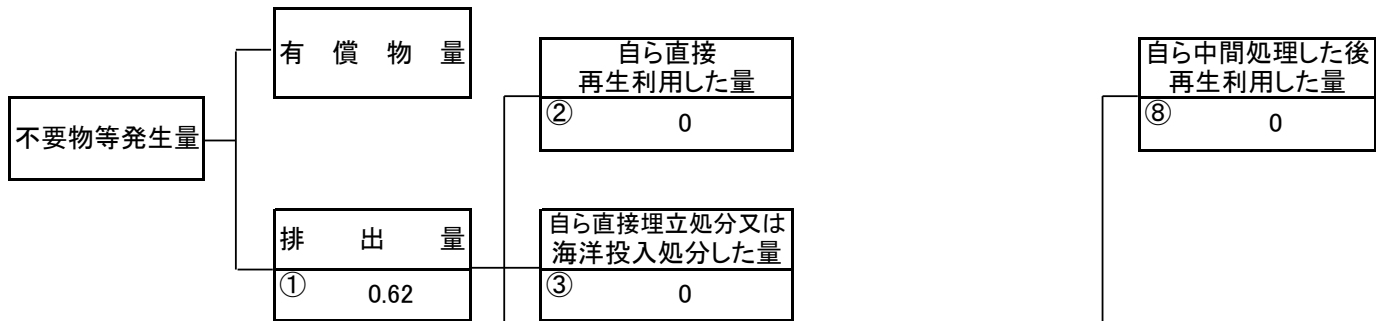 有償物量
自ら直接
再生利用した量
② 0
自ら中間処理した後
再生利用した量
⑧ 0
不要物等発生量
排出量
① 0.62
自ら直接埋立処分又は
海洋投入処分した量
③ 0